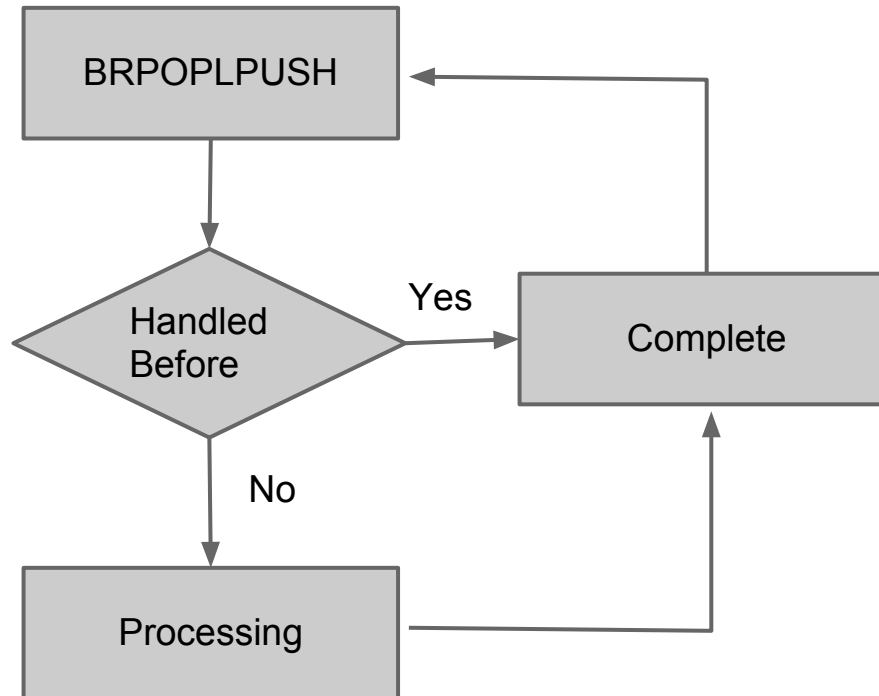 BRPOPLPUSH
Yes
Handled
Before
Complete
No
Processing